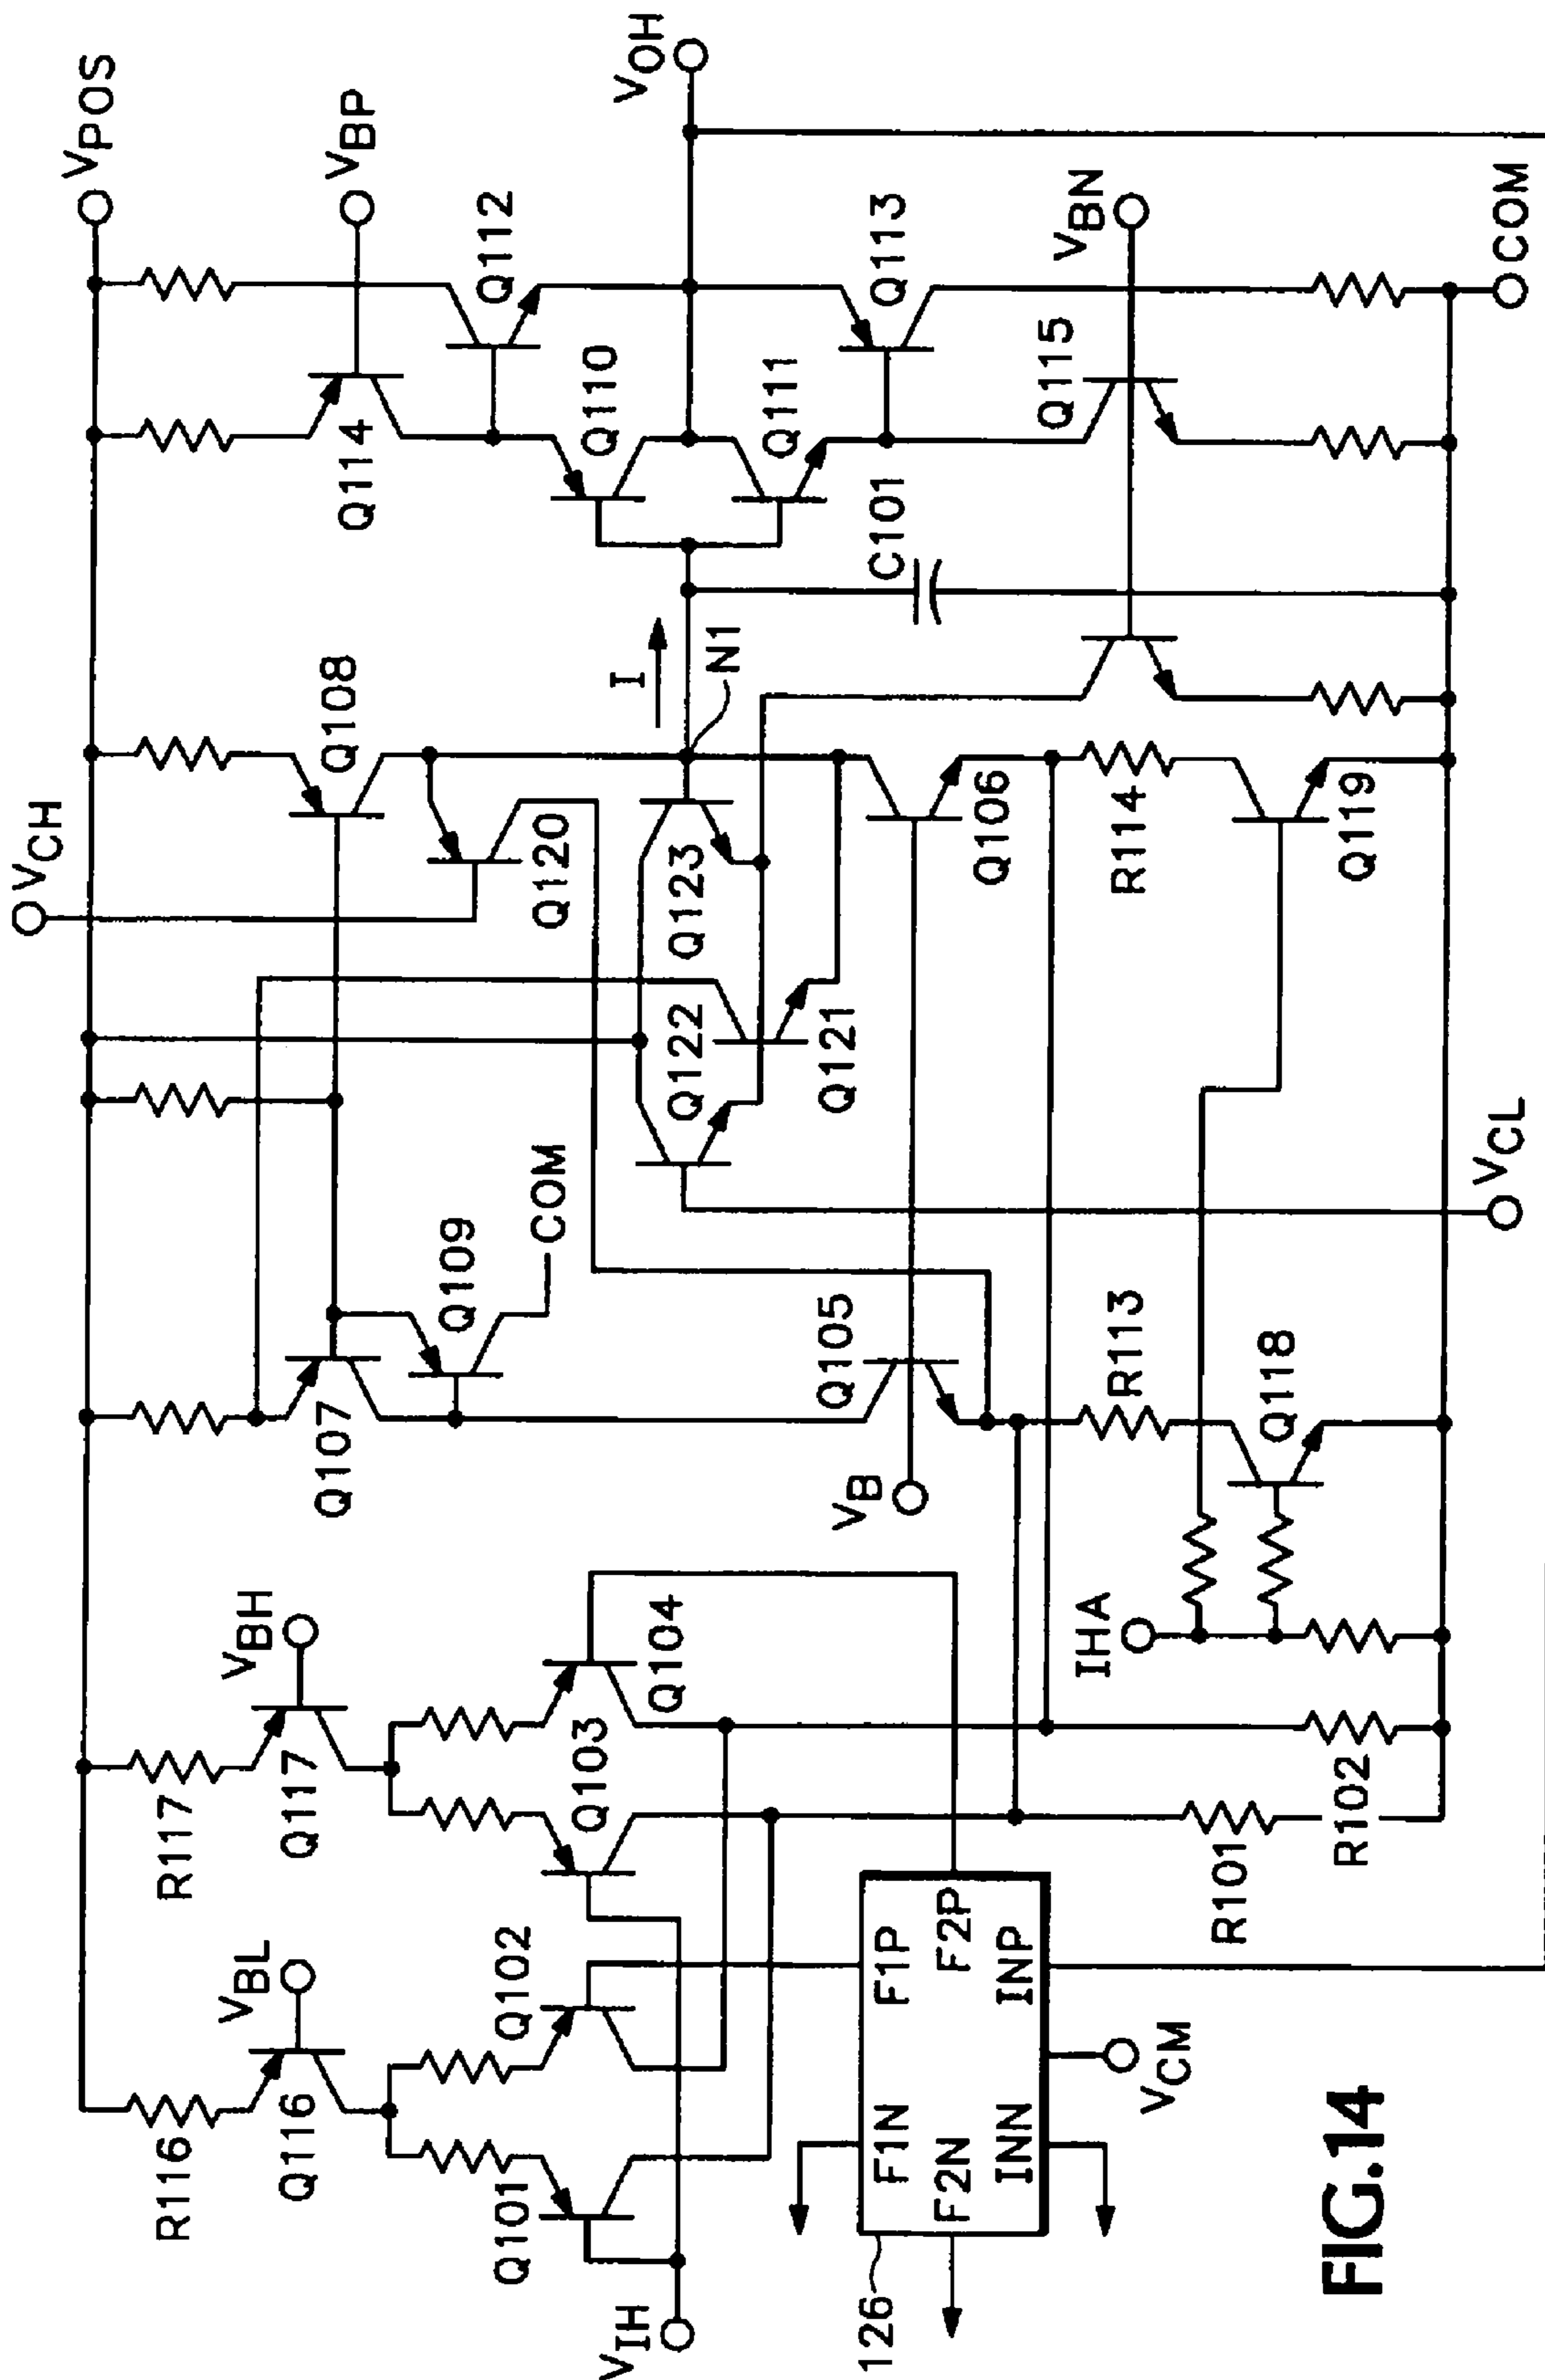 VPOS
VBP
VOH
VBN
COM
Q112
Q113
Q114
Q110
Q111
Q115
C101
I
N1
Q108
VCH
Q120
Q123
Q106
R114
Q119
Q122
Q121
Q109
COM
VCL
Q107
Q105
R113
Q118
VB
VBH
Q104
IHA
R117
Q117
Q103
R102
R101
VBL
Q102
F1P
F2P
INP
R116
Q116
VCM
F1N
F2N
INN
Q101
VIH
126
FIG.14